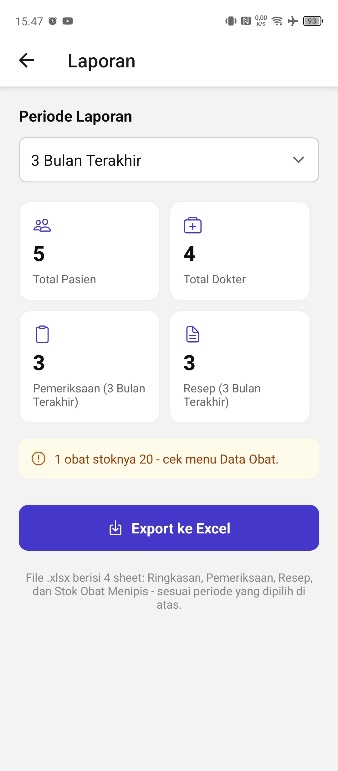 15.47
0,00
K/S
93
Laporan
Periode Laporan
3 Bulan Terakhir
5
Total Pasien
4
Total Dokter
3
Pemeriksaan (3 Bulan
Terakhir)
3
Resep (3 Bulan
Terakhir)
1 obat stoknya 20 - cek menu Data Obat.
Export ke Excel
File .xlsx berisi 4 sheet: Ringkasan, Pemeriksaan, Resep,
dan Stok Obat Menipis - sesuai periode yang dipilih di
atas.